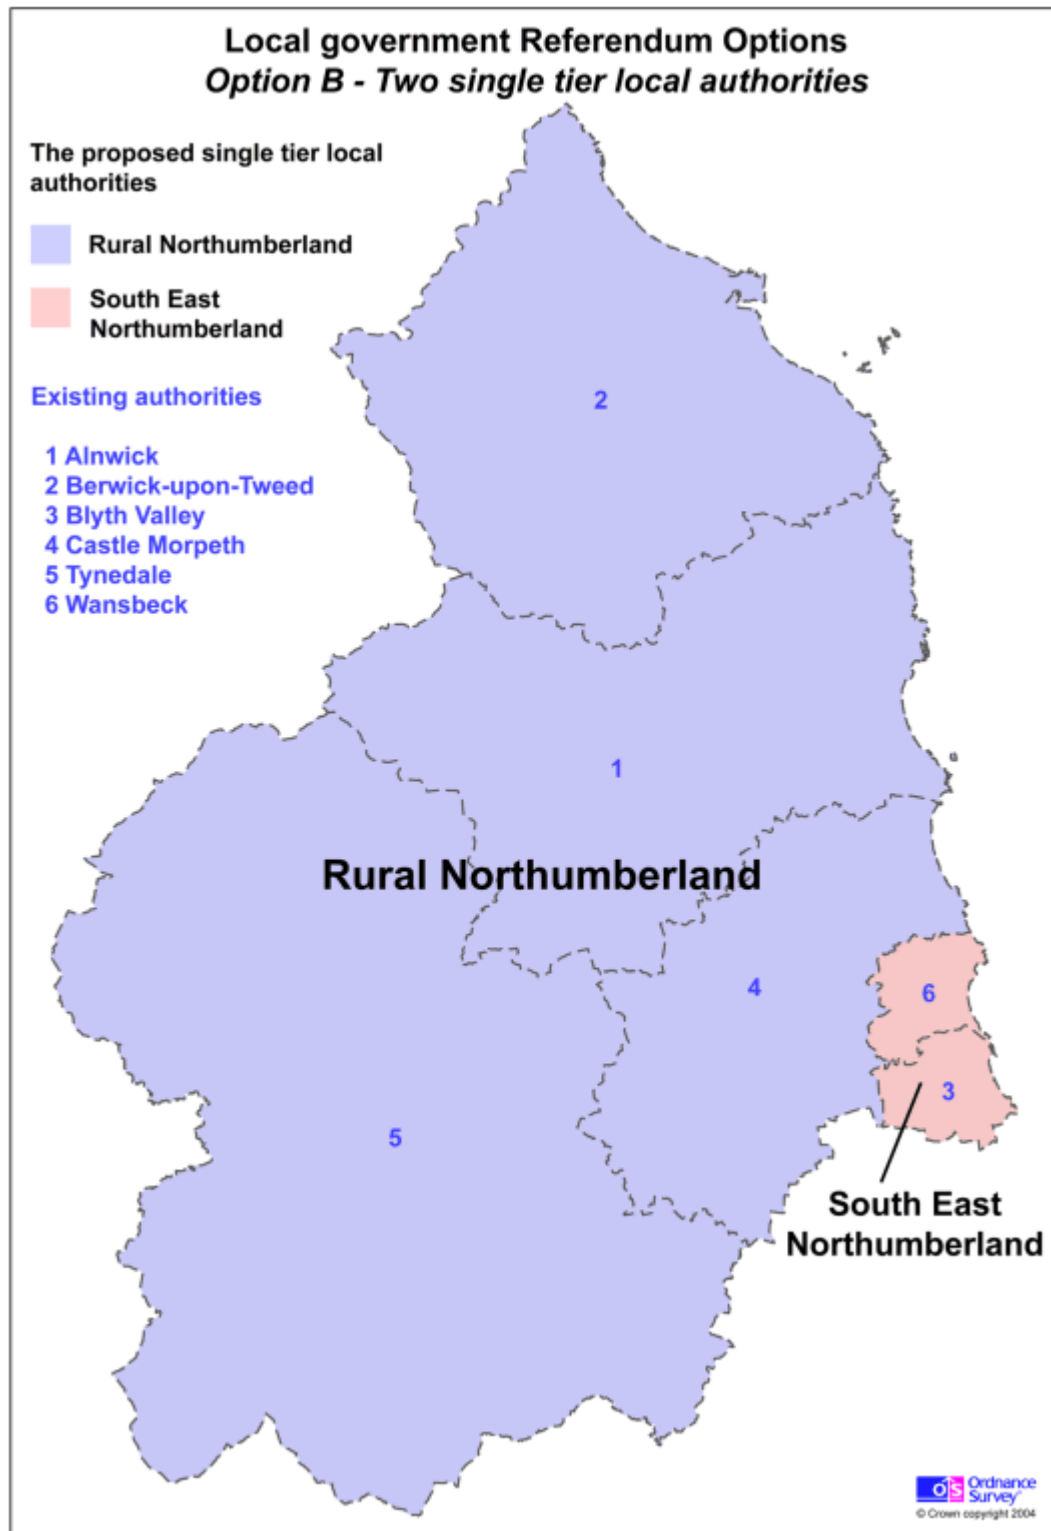 Local government Referendum Options
Option B - Two single tier local authorities
The proposed single tier local
authorities
Rural Northumberland
South East
Northumberland
Existing authorities
1 Alnwick
2 Berwick-upon-Tweed
3 Blyth Valley
4 Castle Morpeth
5 Tynedale
6 Wansbeck
2
1
Rural Northumberland
4
6
3
5
South East
Northumberland
OS Ordnance
Survey®
© Crown copyright 2004